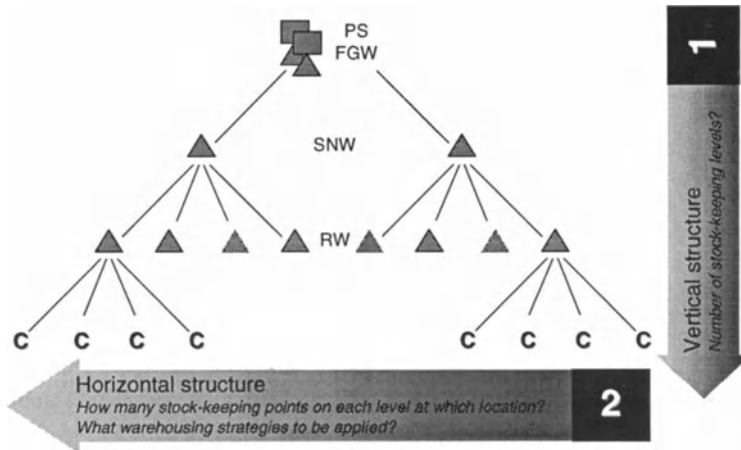 PS
FGW
SNW
RW
C C C C C C C C
1
Vertical structure
Number of stock-keeping levels?
2
Horizontal structure
How many stock-keeping points on each level at which location?
What warehousing strategies to be applied?